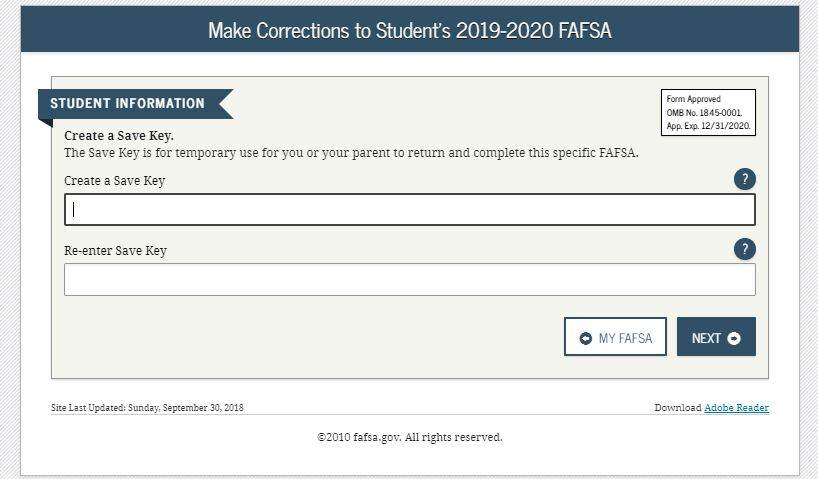 Make Corrections to Student's 2019-2020 FAFSA
STUDENT INFORMATION
Form Approved
OMB No. 1845-0001.
App. Exp. 12/31/2020.
Create a Save Key.
The Save Key is for temporary use for you or your parent to return and complete this specific FAFSA.
Create a Save Key
?
Re-enter Save Key
?
MY FAFSA
NEXT
Site Last Updated: Sunday, September 30, 2018
Download Adobe Reader
©2010 fafsa.gov. All rights reserved.